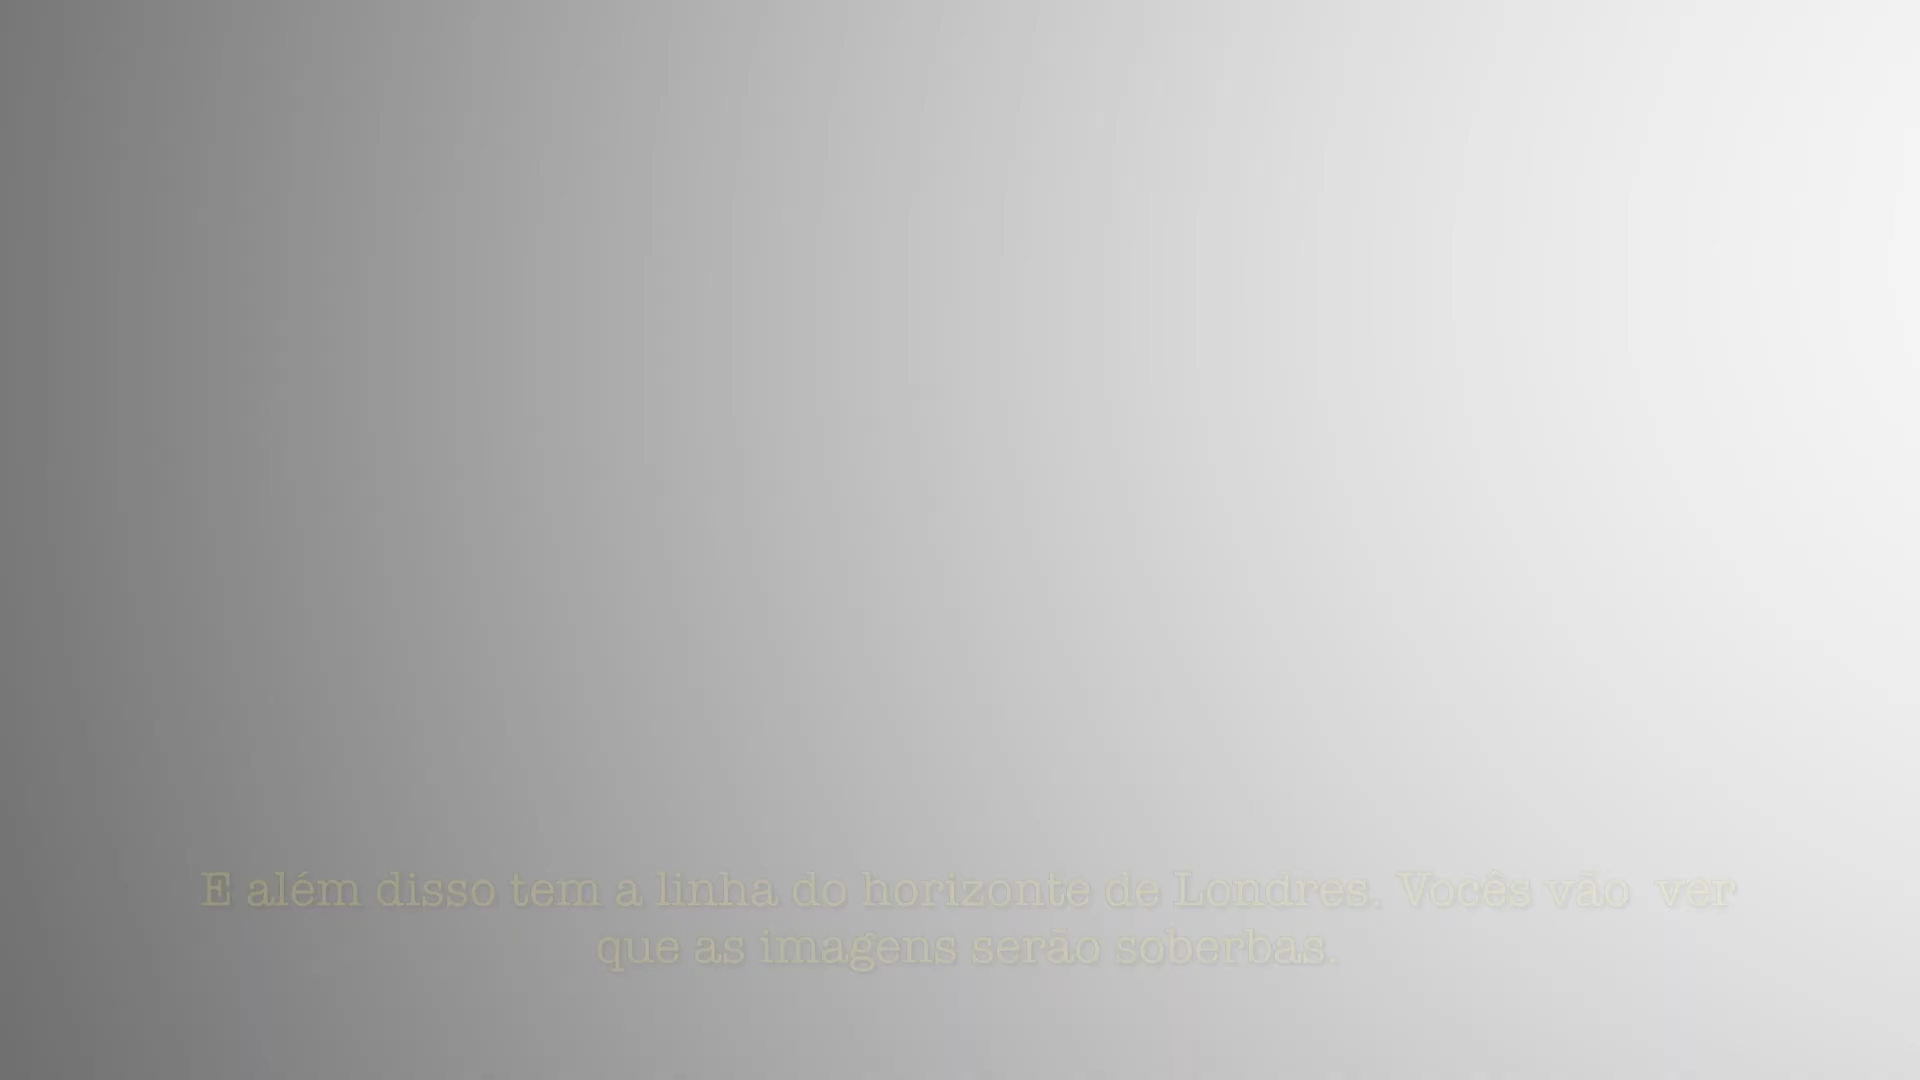 E além disso tem a linha do horizonte de Londres. Vocês vão  ver
que as imagens serão soberbas.